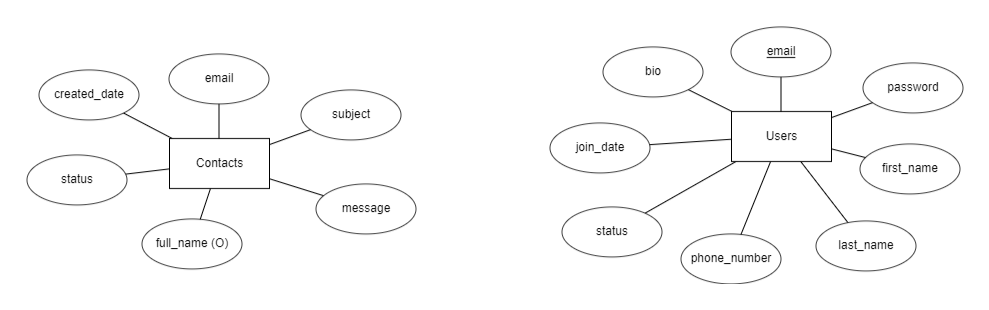 email
created_date
subject
Contacts
status
message
full_name (O)
email
bio
password
Users
join_date
first_name
status
last_name
phone_number